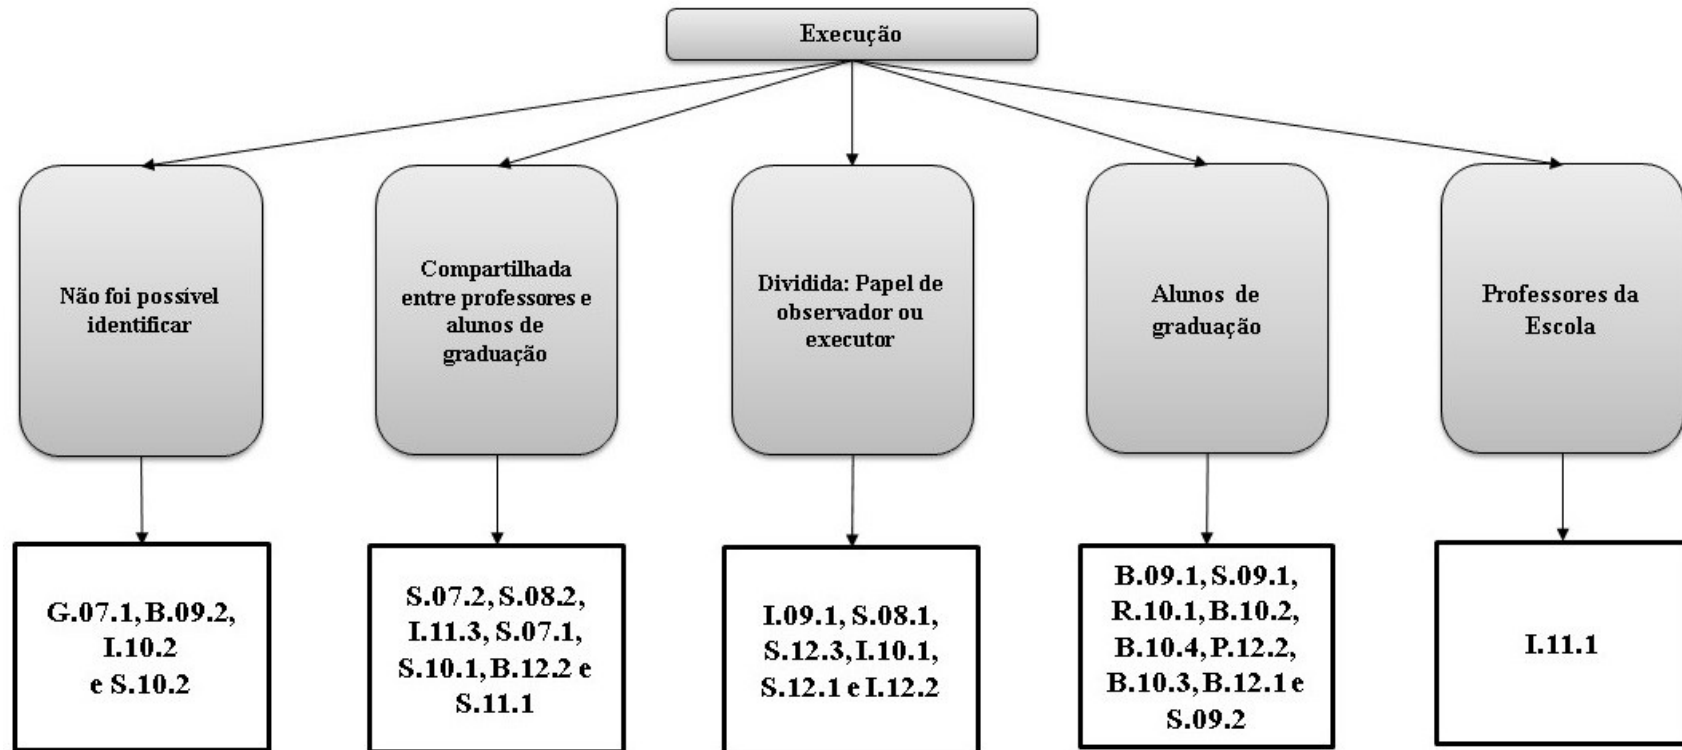 Execução
Não foi possível
identificar
Compartilhada
entre professores e
alunos de
graduação
Dividida: Papel de
observador ou
executor
Alunos de
graduação
Professores da
Escola
G.07.1, B.09.2,
I.10.2
e S.10.2
S.07.2, S.08.2,
I.11.3, S.07.1,
S.10.1, B.12.2 e
S.11.1
I.09.1, S.08.1,
S.12.3, I.10.1,
S.12.1 e I.12.2
B.09.1, S.09.1,
R.10.1, B.10.2,
B.10.4, P.12.2,
B.10.3, B.12.1 e
S.09.2
I.11.1